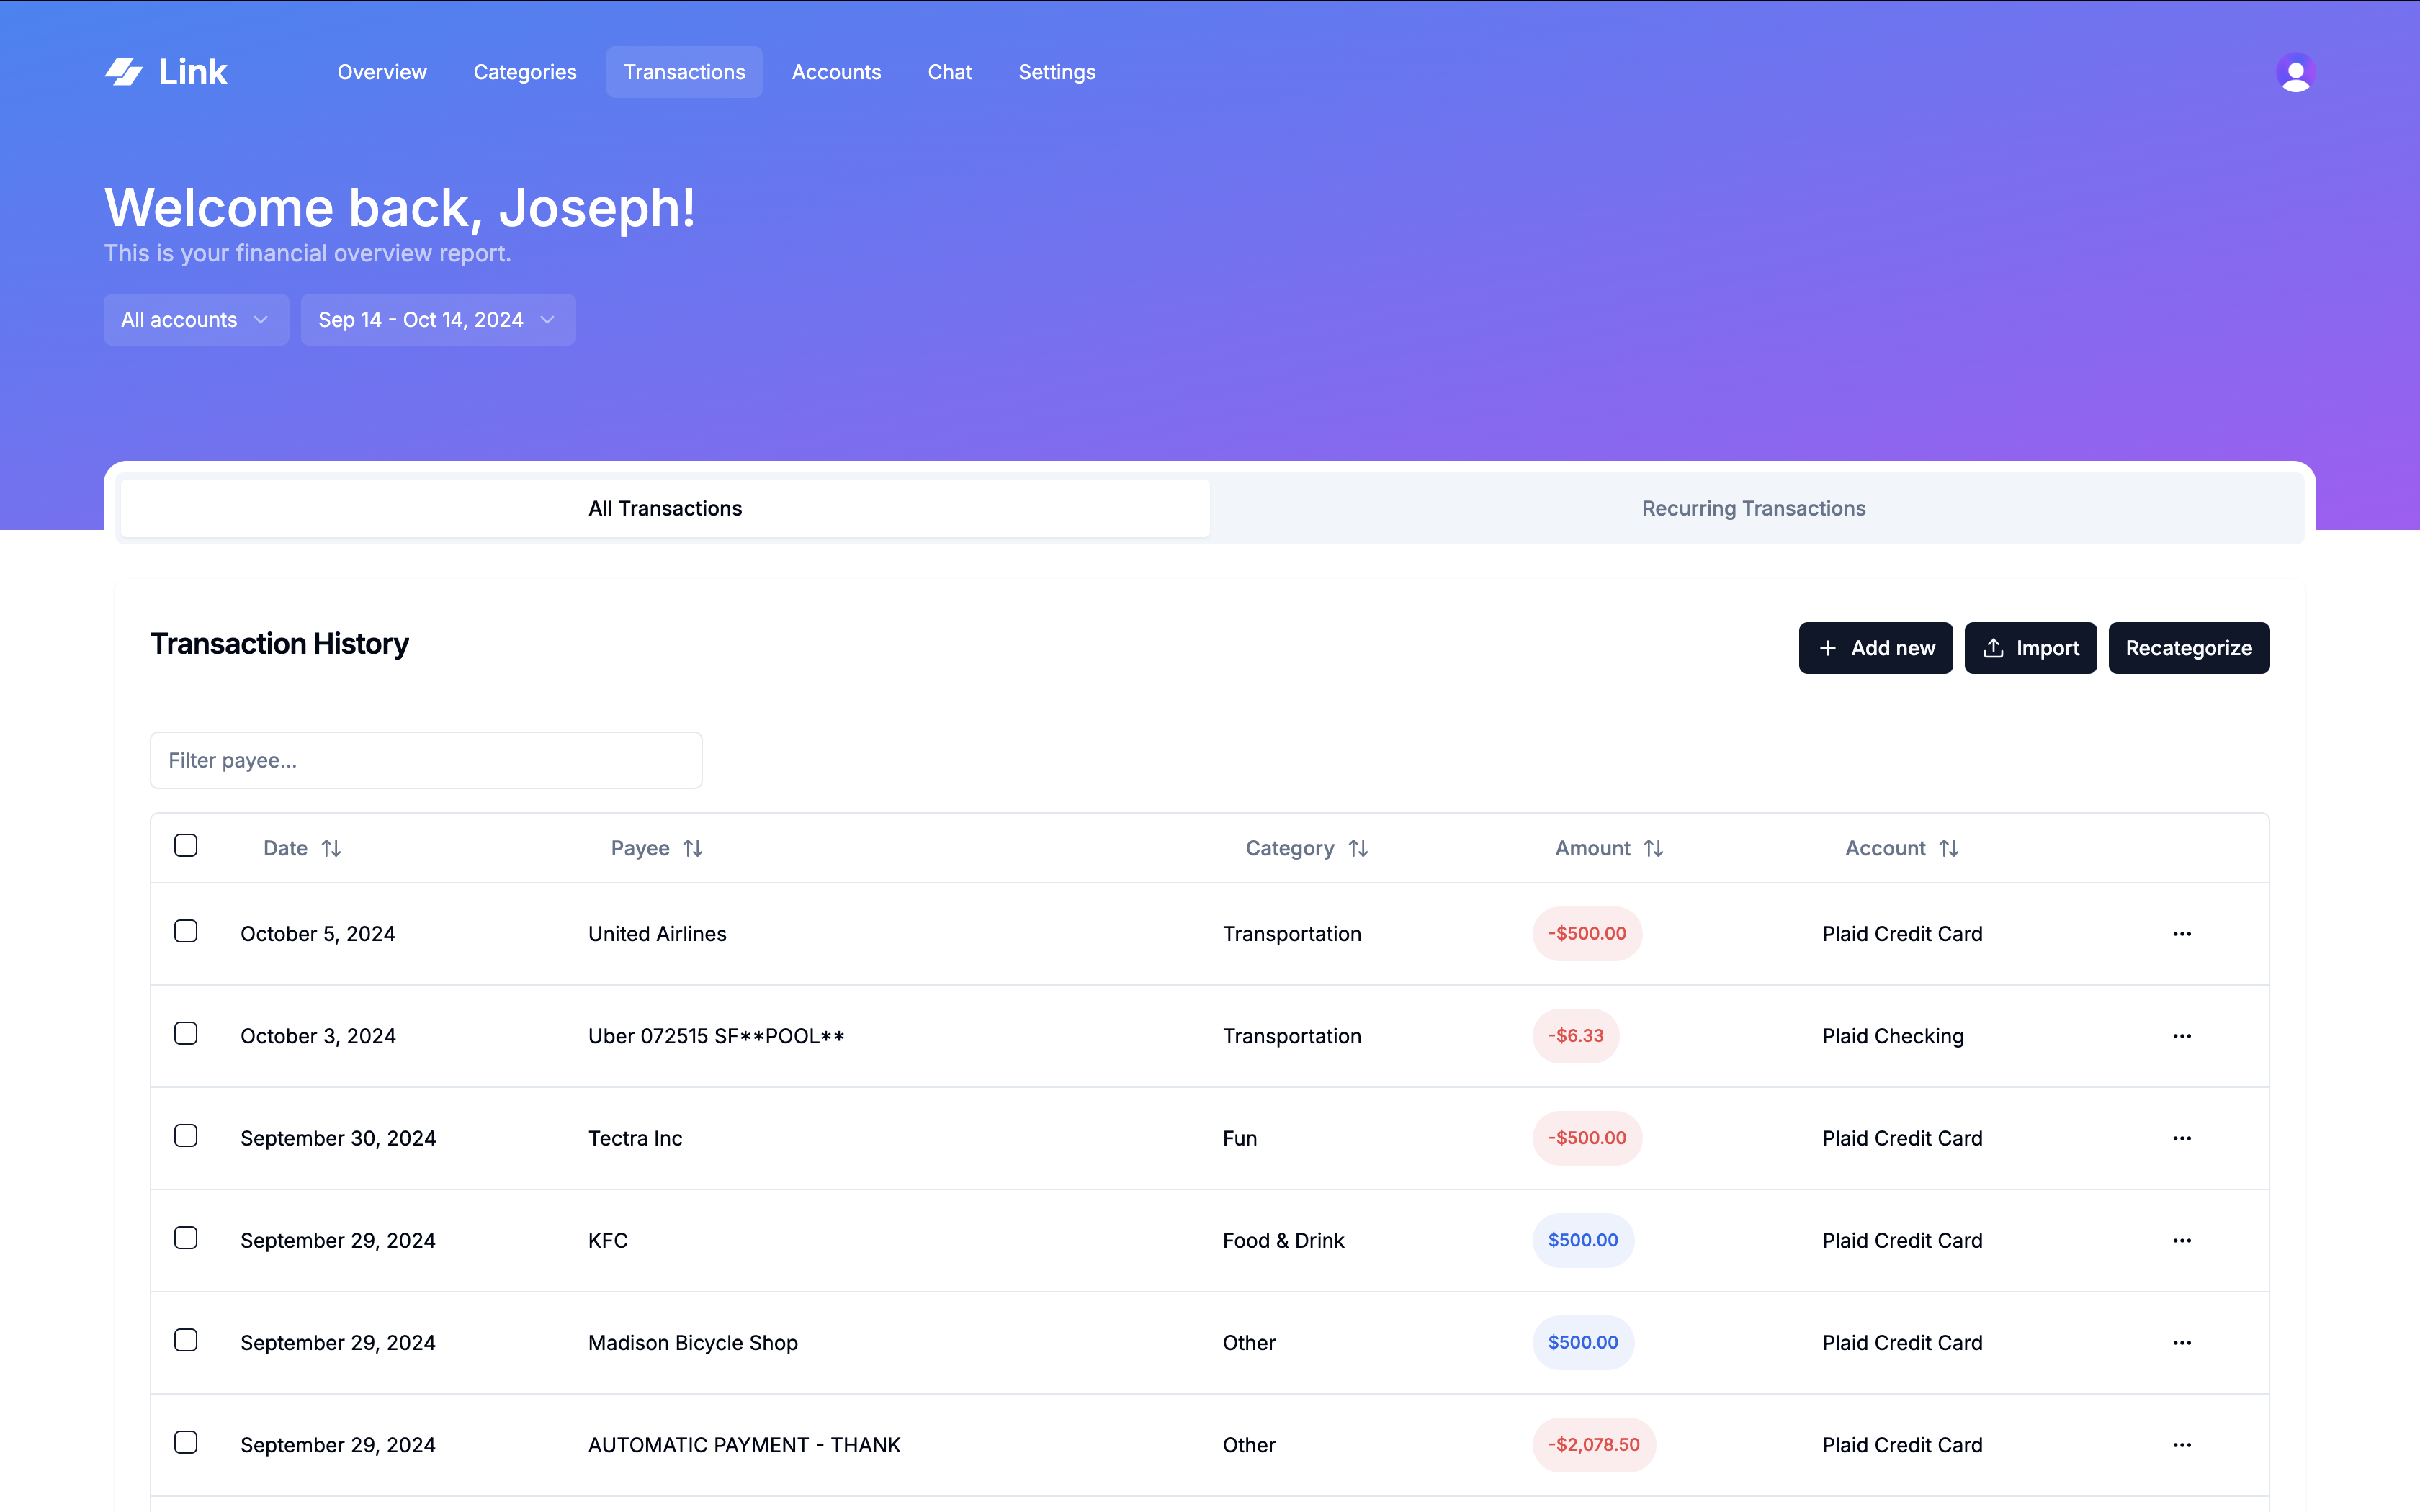 Link
Overview Categories Transactions Accounts Chat Settings
Welcome back, Joseph!
This is your financial overview report.
All accounts Sep 14 - Oct 14, 2024
All Transactions Recurring Transactions
Transaction History
Add new Import Recategorize
Filter payee...
Date Payee Category Amount Account
October 5, 2024 United Airlines Transportation -$500.00 Plaid Credit Card
October 3, 2024 Uber 072515 SF**POOL** Transportation -$6.33 Plaid Checking
September 30, 2024 Tectra Inc Fun -$500.00 Plaid Credit Card
September 29, 2024 KFC Food & Drink $500.00 Plaid Credit Card
September 29, 2024 Madison Bicycle Shop Other $500.00 Plaid Credit Card
September 29, 2024 AUTOMATIC PAYMENT - THANK Other -$2,078.50 Plaid Credit Card